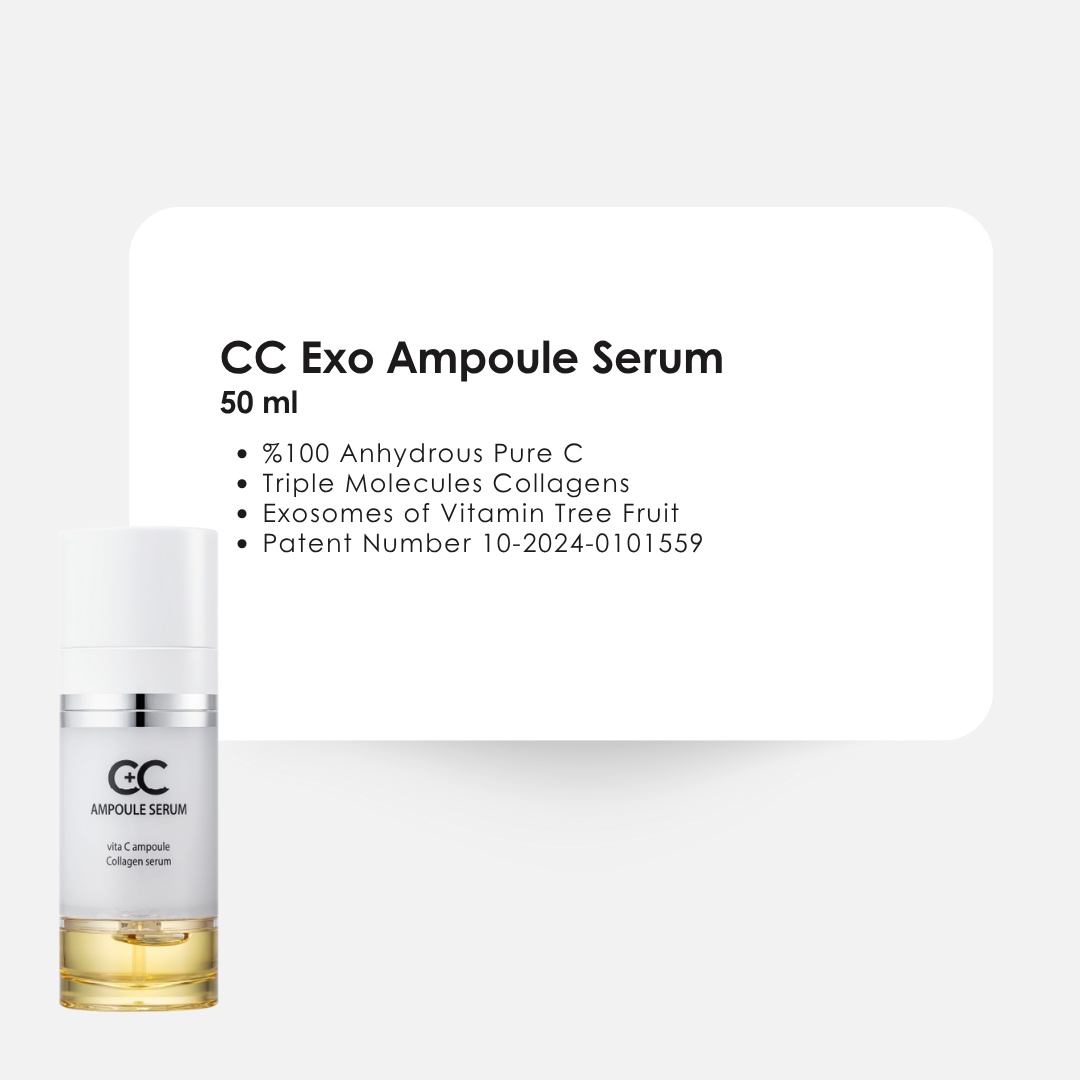 CC Exo Ampoule Serum
50 ml
• %100 Anhydrous Pure C
• Triple Molecules Collagens
• Exosomes of Vitamin Tree Fruit
• Patent Number 10-2024-0101559
C+C
AMPOULE SERUM
vita C ampoule
Collagen serum